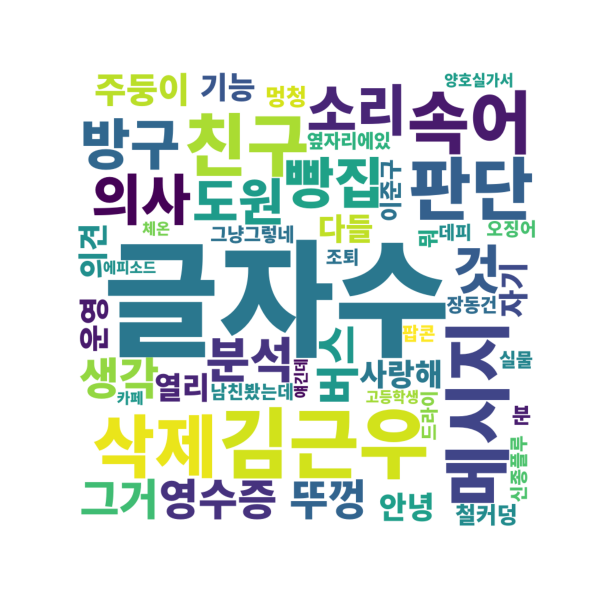 양호실가서
주둥이
기능
멍청
소리
속어
방구
친구
옆자리에있
빵집
이준구
판단
의사
도원
다들
뭐
데피
오징어
체온
그냥그렇네
의견
에피소드
조퇴
글자수
것
자기
운영
장동건
팝콘
버스
분석
생각
열리
남친봤는데
얘긴데
사랑해
실물
카페
고등학생
메시지
드라이
분
삭제
김근우
신종플루
그거
영수증
뚜껑
안녕
철커덩